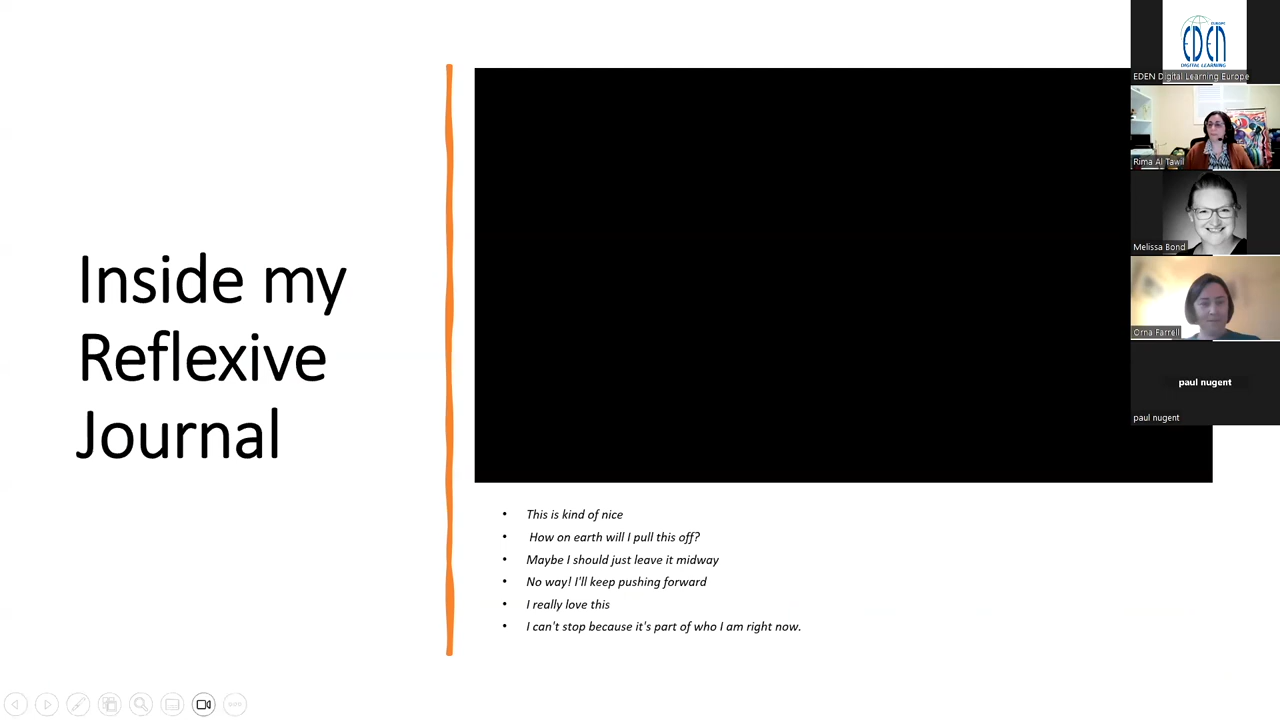 Inside my
Reflexive
Journal
• This is kind of nice
• How on earth will I pull this off?
• Maybe I should just leave it midway
• No way! I'll keep pushing forward
• I really love this
• I can't stop because it's part of who I am right now.
EUROPE
EDEN
DIGITAL LEARNING
EDEN Digital Learning Europe
Rima Al Tawil
Melissa Bond
Orna Farrell
paul nugent
paul nugent